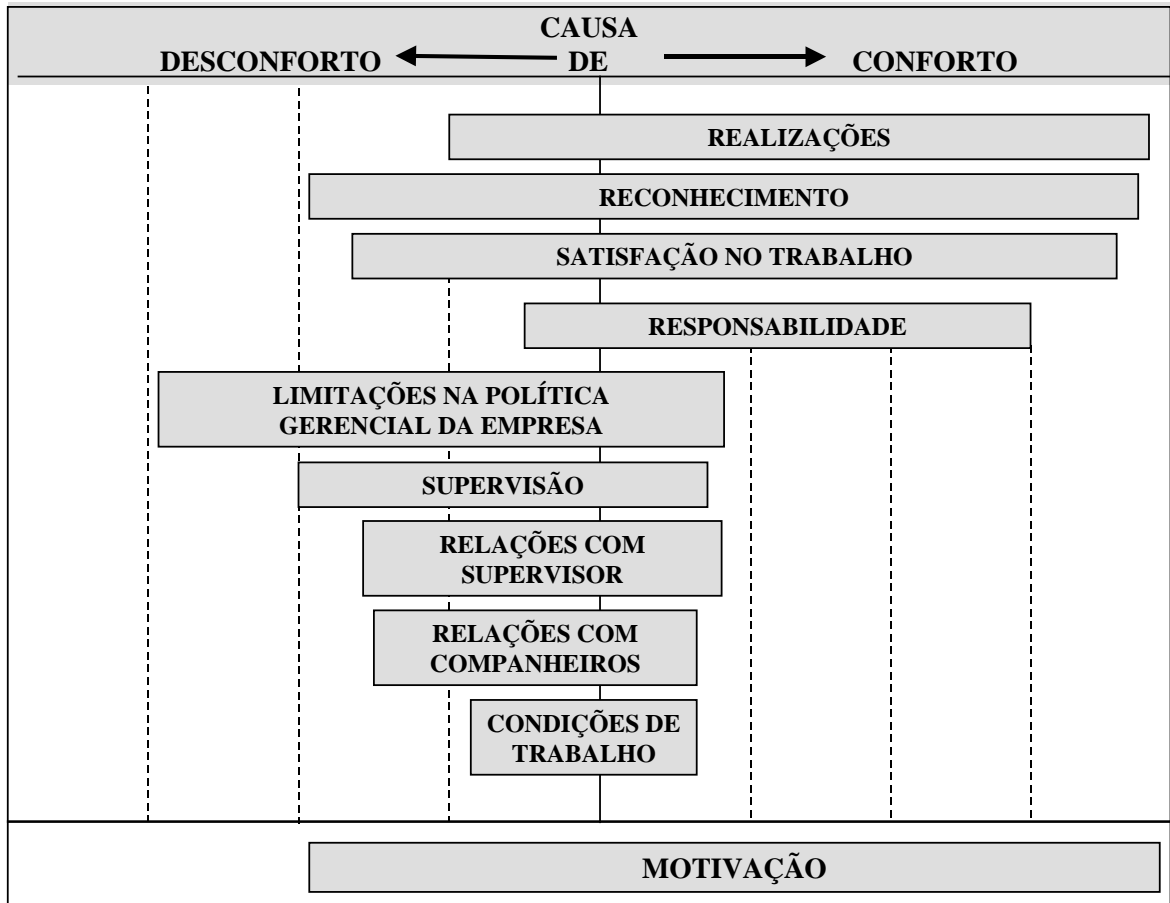 CAUSA
DESCONFORTO DE CONFORTO
REALIZAÇÕES
RECONHECIMENTO
SATISFAÇÃO NO TRABALHO
RESPONSABILIDADE
LIMITAÇÕES NA POLÍTICA
GERENCIAL DA EMPRESA
SUPERVISÃO
RELAÇÕES COM
SUPERVISOR
RELAÇÕES COM
COMPANHEIROS
CONDIÇÕES DE
TRABALHO
MOTIVAÇÃO